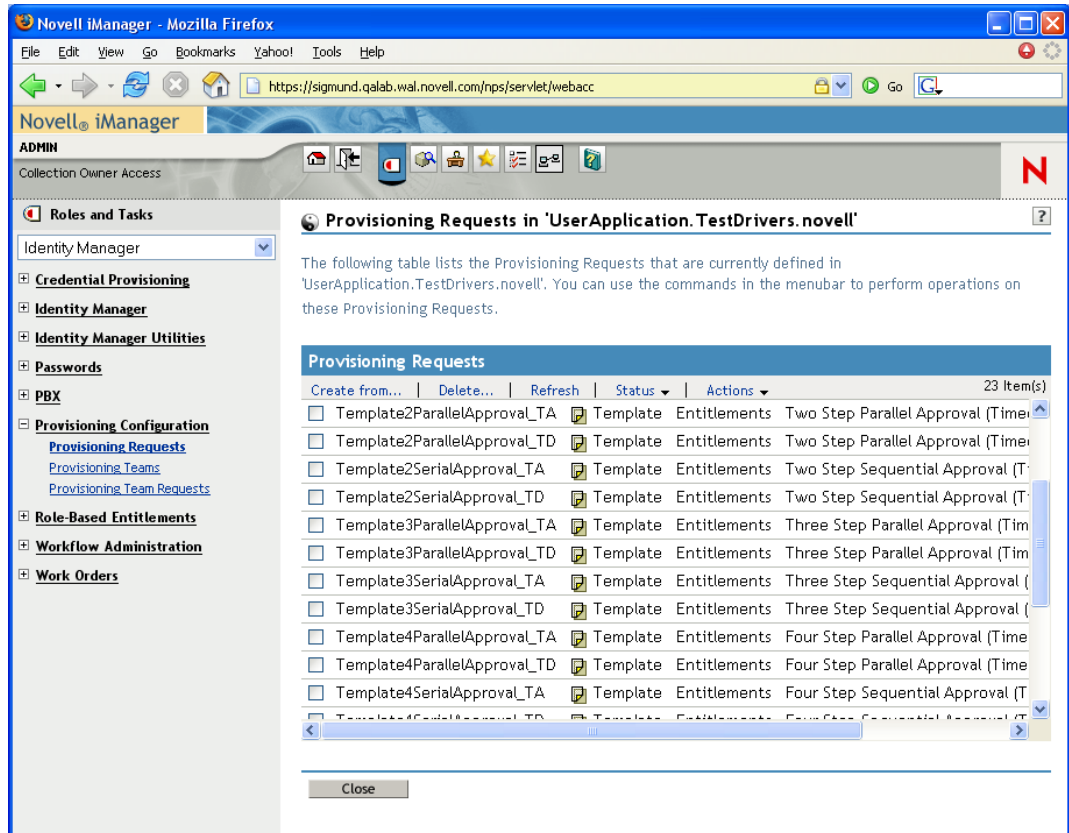 Novell iManager - Mozilla Firefox
File Edit View Go Bookmarks Yahoo! Tools Help
https://sigmund.qalab.wal.novell.com/nps/servlet/webacc
Go
G
Novell® iManager
ADMIN
Collection Owner Access
N
Roles and Tasks
Identity Manager
Credential Provisioning
Identity Manager
Identity Manager Utilities
Passwords
PBX
Provisioning Configuration
Provisioning Requests
Provisioning Teams
Provisioning Team Requests
Role-Based Entitlements
Workflow Administration
Work Orders
Provisioning Requests in 'UserApplication.TestDrivers.novell'
?
The following table lists the Provisioning Requests that are currently defined in
'UserApplication.TestDrivers.novell'. You can use the commands in the menubar to perform operations on
these Provisioning Requests.
Provisioning Requests
Create from... | Delete... | Refresh | Status | Actions 23 Item(s)
Template2ParallelApproval_TA Template Entitlements Two Step Parallel Approval (Time
Template2ParallelApproval_TD Template Entitlements Two Step Parallel Approval (Time
Template2SerialApproval_TA Template Entitlements Two Step Sequential Approval (T
Template2SerialApproval_TD Template Entitlements Two Step Sequential Approval (T
Template3ParallelApproval_TA Template Entitlements Three Step Parallel Approval (Tim
Template3ParallelApproval_TD Template Entitlements Three Step Parallel Approval (Tim
Template3SerialApproval_TA Template Entitlements Three Step Sequential Approval (
Template3SerialApproval_TD Template Entitlements Three Step Sequential Approval (
Template4ParallelApproval_TA Template Entitlements Four Step Parallel Approval (Time
Template4ParallelApproval_TD Template Entitlements Four Step Parallel Approval (Time
Template4SerialApproval_TA Template Entitlements Four Step Sequential Approval (T
Template4SerialApproval_TD Template Entitlements Four Step Sequential Approval (T
Close